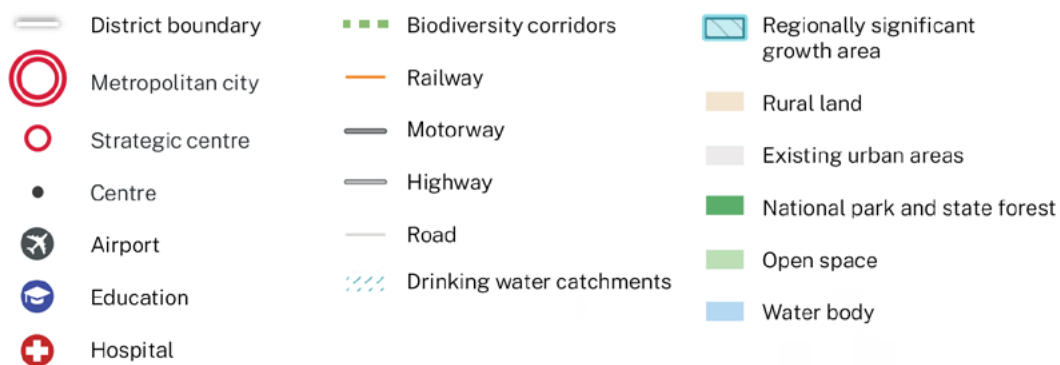 District boundary
Metropolitan city
Strategic centre
Centre
Airport
Education
Hospital
Biodiversity corridors
Railway
Motorway
Highway
Road
Drinking water catchments
Regionally significant
growth area
Rural land
Existing urban areas
National park and state forest
Open space
Water body